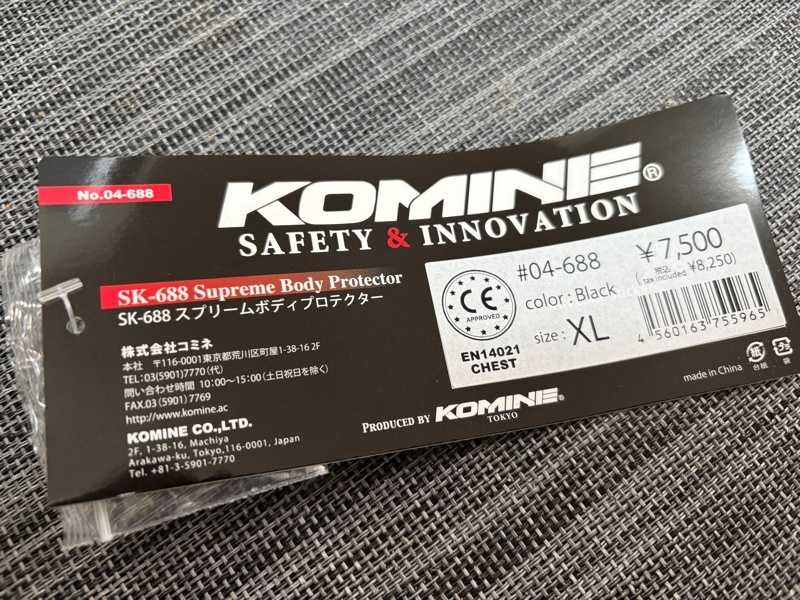 No.04-688
KOMINE®
SAFETY & INNOVATION
SK-688 Supreme Body Protector
SK-688 スプリームボディプロテクター
株式会社コミネ
本社 〒116-0001東京都荒川区町屋1-38-16 2F
TEL:03(5901)7770(代)
問い合わせ時間 10:00〜15:00(土日祝日を除く)
FAX.03(5901)7769
http://www.komine.ac
KOMINE CO.,LTD.
2F, 1-38-16, Machiya
Arakawa-ku, Tokyo,116-0001, Japan
Tel. +81-3-5901-7770
PRODUCED BY KOMINE®
TOKYO
CE
APPROVED
EN14021
CHEST
#04-688
color: Black
size: XL
¥7,500
(税込 tax included ¥8,250)
4 560163 755965
made in China
紙
台紙
プラ
袋